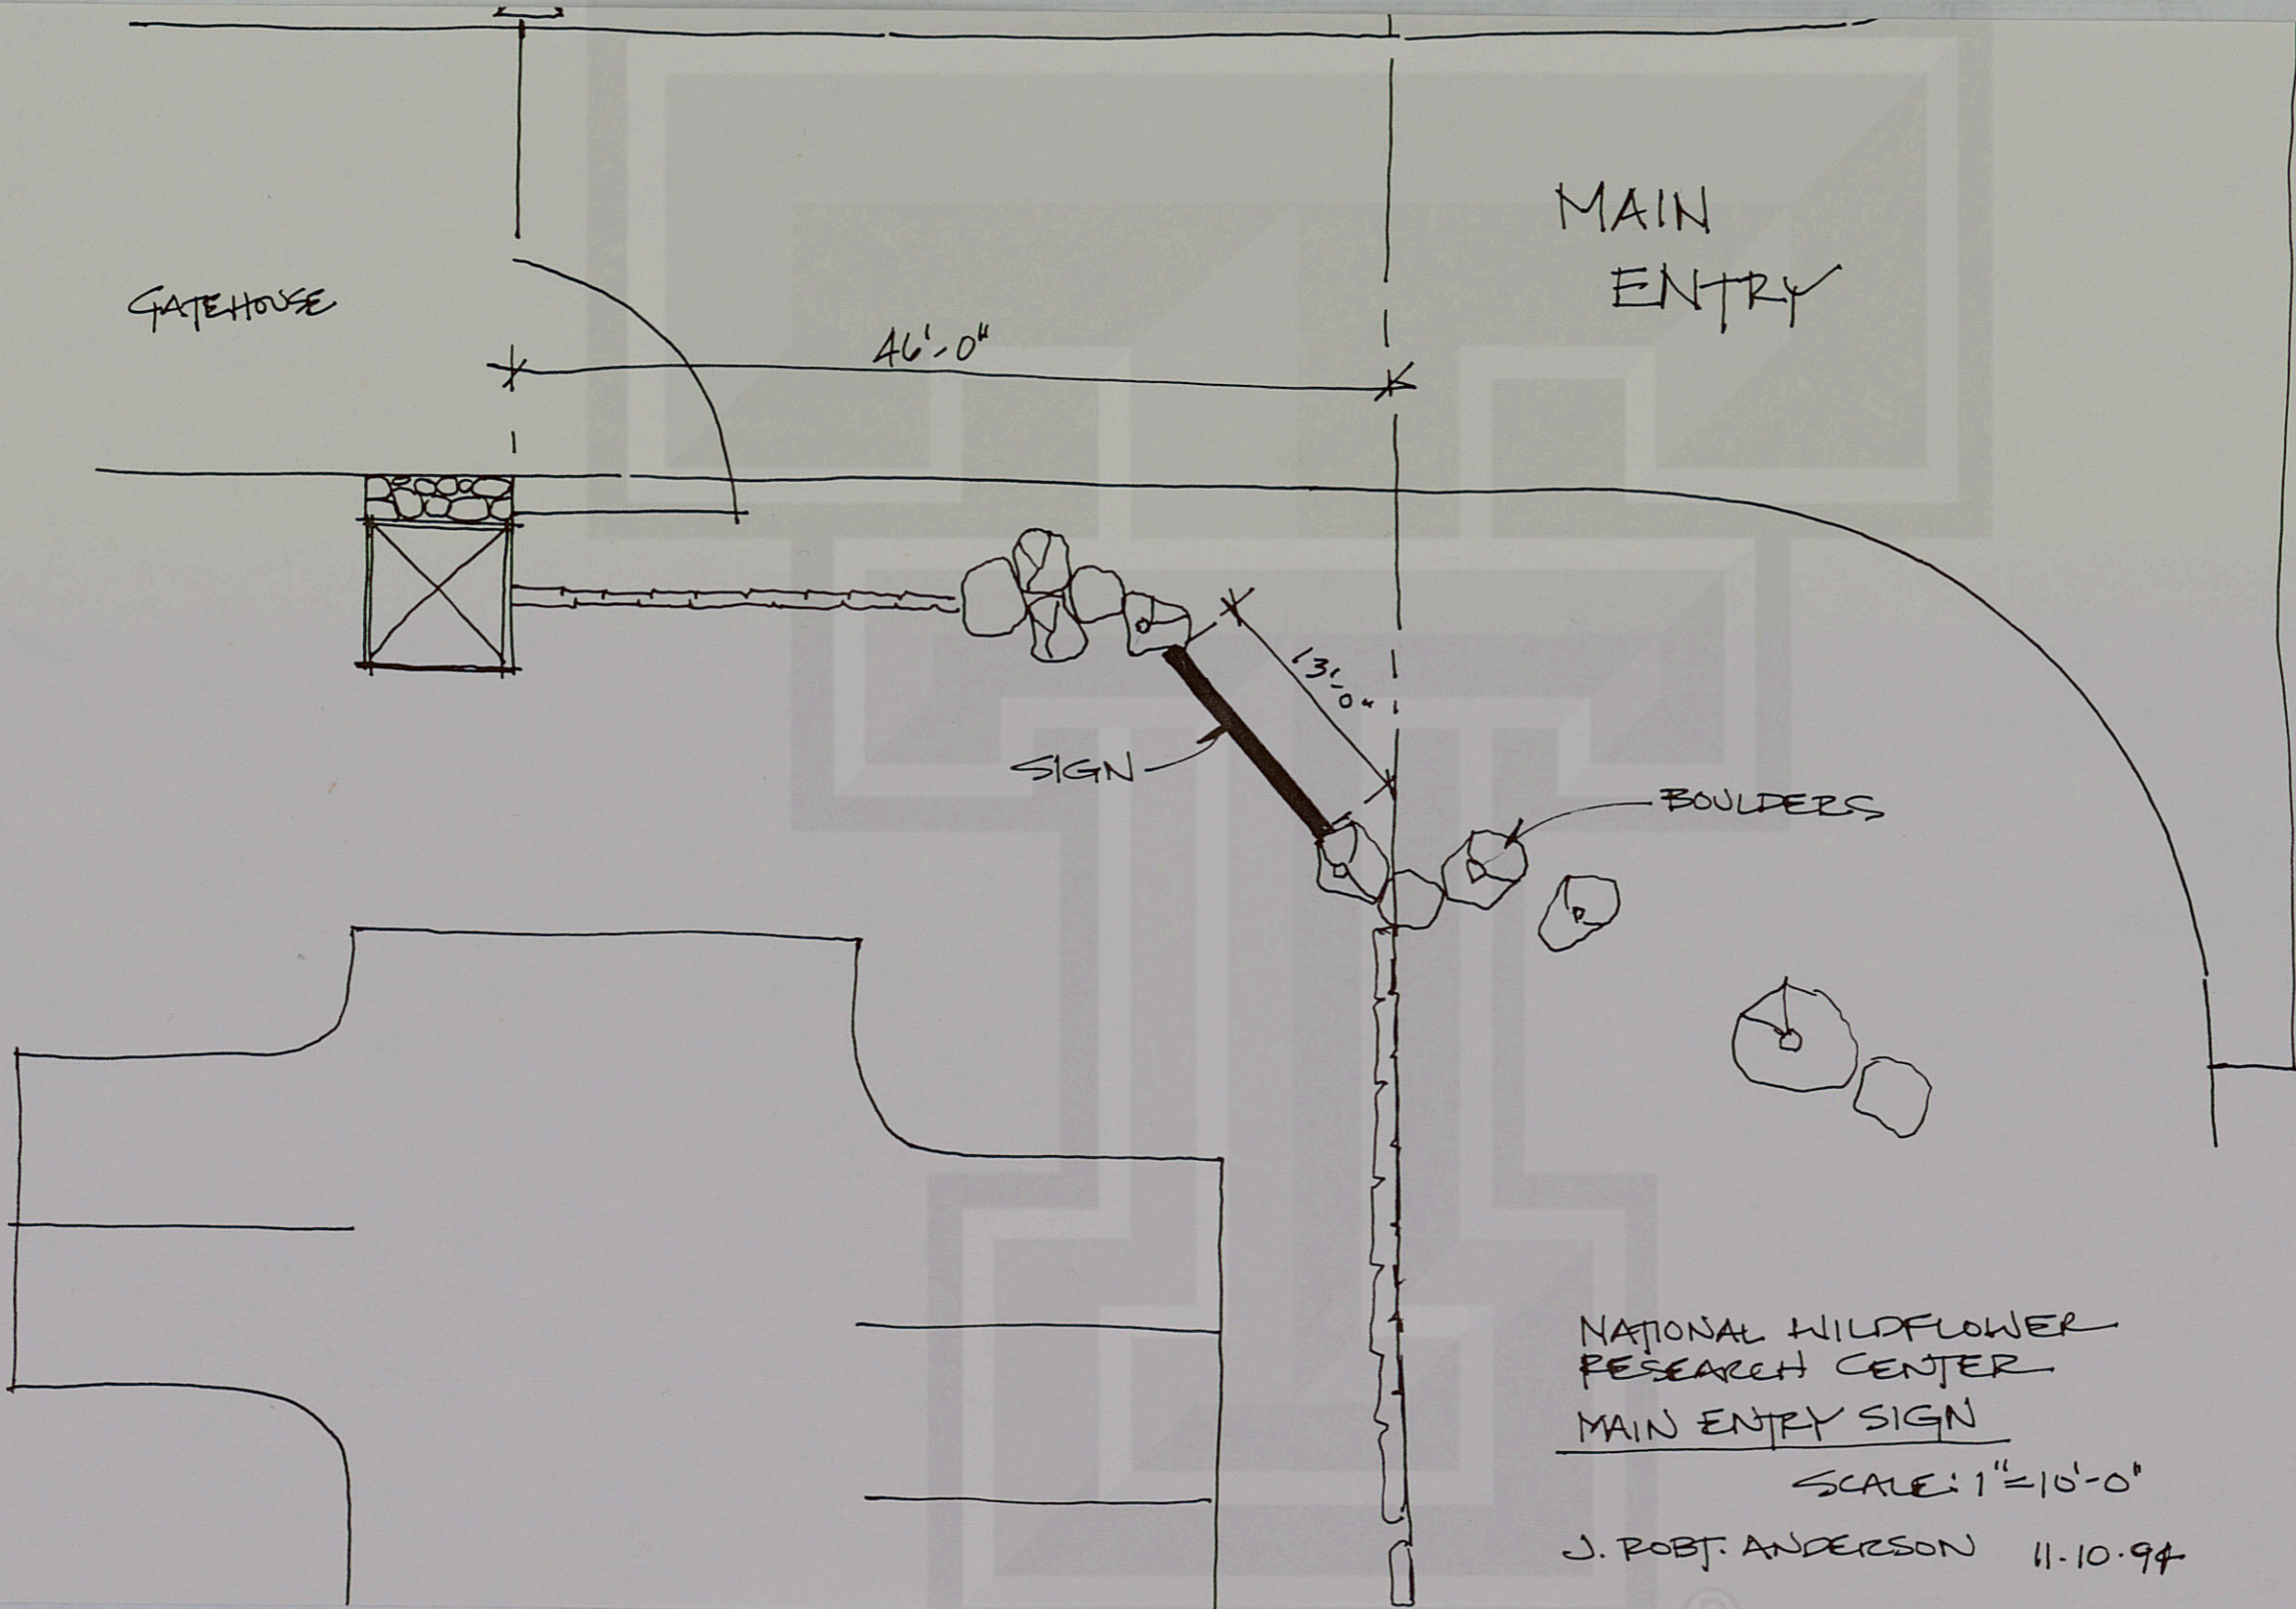 MAIN
ENTRY
GATEHOUSE
46'-0"
13'-0"
SIGN
BOULDERS
NATIONAL WILDFLOWER
RESEARCH CENTER
MAIN ENTRY SIGN
SCALE: 1"=10'-0"
J. ROBT. ANDERSON 11.10.94
®